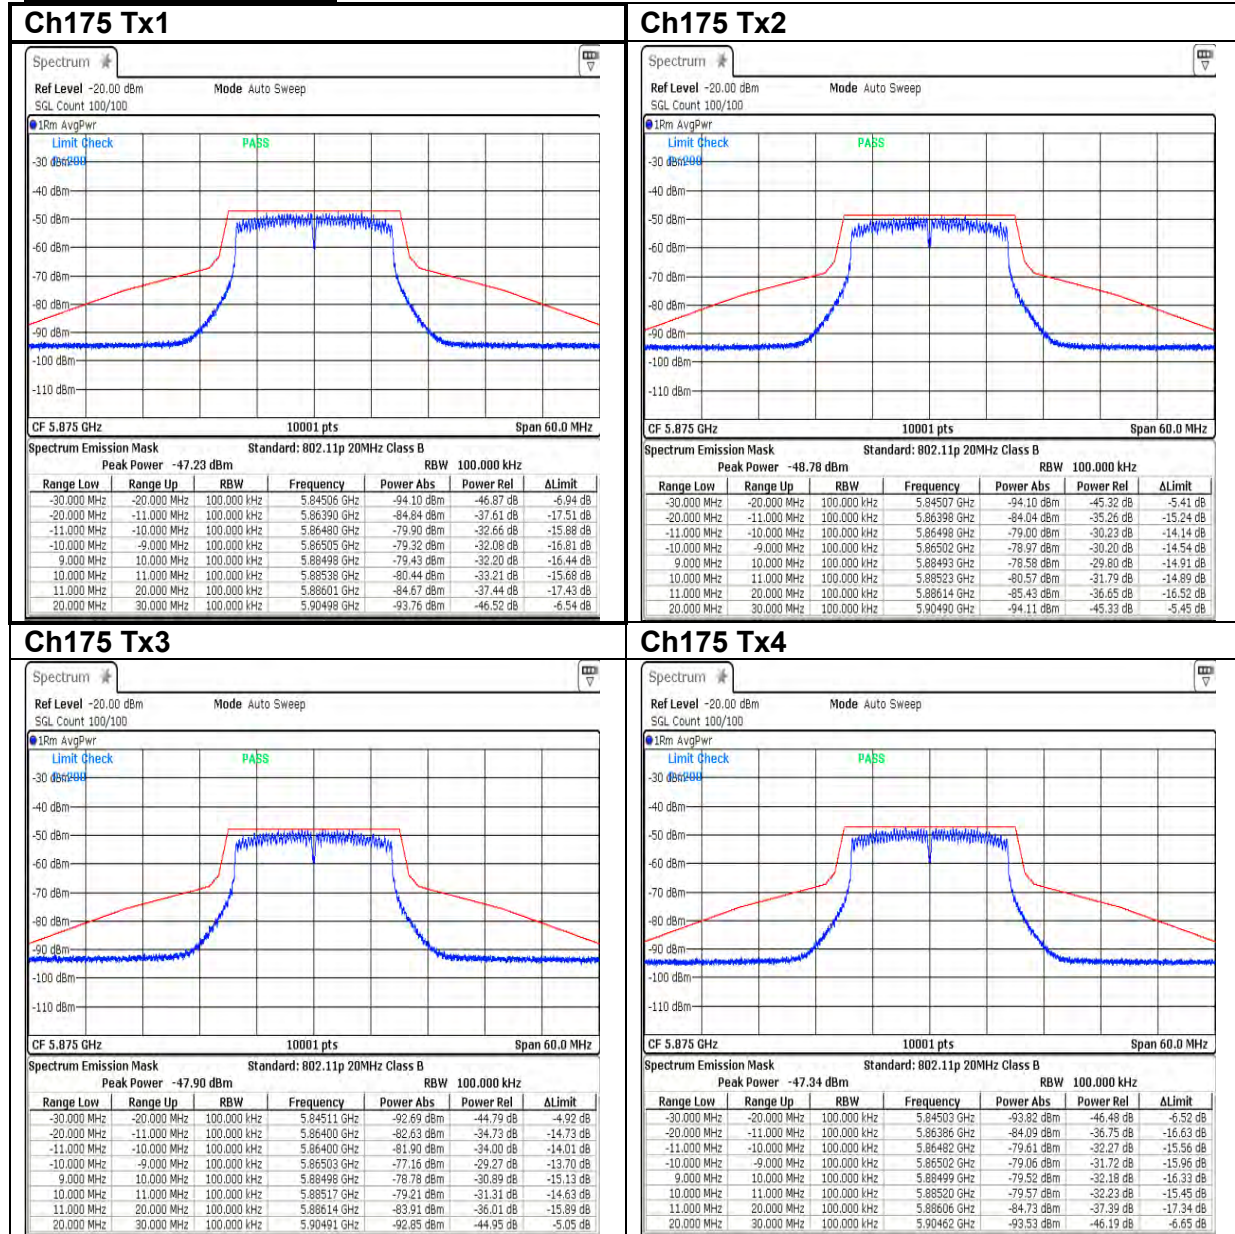 Ch175 Tx1
Spectrum
Ref Level -20.00 dBm Mode Auto Sweep
SGL Count 100/100
1Rm AvgPwr
Limit Check PASS
-30 dBm
-40 dBm
-50 dBm
-60 dBm
-70 dBm
-80 dBm
-90 dBm
-100 dBm
-110 dBm
CF 5.875 GHz 10001 pts Span 60.0 MHz
Spectrum Emission Mask Standard: 802.11p 20MHz Class B
Peak Power -47.23 dBm RBW 100.000 kHz
Range Low Range Up RBW Frequency Power Abs Power Rel ΔLimit
-30.000 MHz -20.000 MHz 100.000 kHz 5.84506 GHz -94.10 dBm -46.87 dB -6.94 dB
-20.000 MHz -11.000 MHz 100.000 kHz 5.86390 GHz -84.84 dBm -37.61 dB -17.51 dB
-11.000 MHz -10.000 MHz 100.000 kHz 5.86480 GHz -79.90 dBm -32.66 dB -15.88 dB
-10.000 MHz -9.000 MHz 100.000 kHz 5.86505 GHz -79.32 dBm -32.08 dB -16.81 dB
9.000 MHz 10.000 MHz 100.000 kHz 5.88498 GHz -79.43 dBm -32.20 dB -16.44 dB
10.000 MHz 11.000 MHz 100.000 kHz 5.88538 GHz -80.44 dBm -33.21 dB -15.68 dB
11.000 MHz 20.000 MHz 100.000 kHz 5.88601 GHz -84.67 dBm -37.44 dB -17.43 dB
20.000 MHz 30.000 MHz 100.000 kHz 5.90498 GHz -93.76 dBm -46.52 dB -6.54 dB
Ch175 Tx2
Spectrum
Ref Level -20.00 dBm Mode Auto Sweep
SGL Count 100/100
1Rm AvgPwr
Limit Check PASS
-30 dBm
-40 dBm
-50 dBm
-60 dBm
-70 dBm
-80 dBm
-90 dBm
-100 dBm
-110 dBm
CF 5.875 GHz 10001 pts Span 60.0 MHz
Spectrum Emission Mask Standard: 802.11p 20MHz Class B
Peak Power -48.78 dBm RBW 100.000 kHz
Range Low Range Up RBW Frequency Power Abs Power Rel ΔLimit
-30.000 MHz -20.000 MHz 100.000 kHz 5.84507 GHz -94.10 dBm -45.32 dB -5.41 dB
-20.000 MHz -11.000 MHz 100.000 kHz 5.86398 GHz -84.04 dBm -35.26 dB -15.24 dB
-11.000 MHz -10.000 MHz 100.000 kHz 5.86498 GHz -79.00 dBm -30.23 dB -14.14 dB
-10.000 MHz -9.000 MHz 100.000 kHz 5.86502 GHz -78.97 dBm -30.20 dB -14.54 dB
9.000 MHz 10.000 MHz 100.000 kHz 5.88493 GHz -78.58 dBm -29.80 dB -14.91 dB
10.000 MHz 11.000 MHz 100.000 kHz 5.88523 GHz -80.57 dBm -31.79 dB -14.89 dB
11.000 MHz 20.000 MHz 100.000 kHz 5.88614 GHz -85.43 dBm -36.65 dB -16.52 dB
20.000 MHz 30.000 MHz 100.000 kHz 5.90490 GHz -94.11 dBm -45.33 dB -5.45 dB
Ch175 Tx3
Spectrum
Ref Level -20.00 dBm Mode Auto Sweep
SGL Count 100/100
1Rm AvgPwr
Limit Check PASS
-30 dBm
-40 dBm
-50 dBm
-60 dBm
-70 dBm
-80 dBm
-90 dBm
-100 dBm
-110 dBm
CF 5.875 GHz 10001 pts Span 60.0 MHz
Spectrum Emission Mask Standard: 802.11p 20MHz Class B
Peak Power -47.90 dBm RBW 100.000 kHz
Range Low Range Up RBW Frequency Power Abs Power Rel ΔLimit
-30.000 MHz -20.000 MHz 100.000 kHz 5.84511 GHz -92.69 dBm -44.79 dB -4.92 dB
-20.000 MHz -11.000 MHz 100.000 kHz 5.86400 GHz -82.63 dBm -34.73 dB -14.73 dB
-11.000 MHz -10.000 MHz 100.000 kHz 5.86400 GHz -81.90 dBm -34.00 dB -14.01 dB
-10.000 MHz -9.000 MHz 100.000 kHz 5.86503 GHz -77.16 dBm -29.27 dB -13.70 dB
9.000 MHz 10.000 MHz 100.000 kHz 5.88498 GHz -78.78 dBm -30.89 dB -15.13 dB
10.000 MHz 11.000 MHz 100.000 kHz 5.88517 GHz -79.21 dBm -31.31 dB -14.63 dB
11.000 MHz 20.000 MHz 100.000 kHz 5.88614 GHz -83.91 dBm -36.01 dB -15.89 dB
20.000 MHz 30.000 MHz 100.000 kHz 5.90491 GHz -92.85 dBm -44.95 dB -5.05 dB
Ch175 Tx4
Spectrum
Ref Level -20.00 dBm Mode Auto Sweep
SGL Count 100/100
1Rm AvgPwr
Limit Check PASS
-30 dBm
-40 dBm
-50 dBm
-60 dBm
-70 dBm
-80 dBm
-90 dBm
-100 dBm
-110 dBm
CF 5.875 GHz 10001 pts Span 60.0 MHz
Spectrum Emission Mask Standard: 802.11p 20MHz Class B
Peak Power -47.34 dBm RBW 100.000 kHz
Range Low Range Up RBW Frequency Power Abs Power Rel ΔLimit
-30.000 MHz -20.000 MHz 100.000 kHz 5.84503 GHz -93.82 dBm -46.48 dB -6.52 dB
-20.000 MHz -11.000 MHz 100.000 kHz 5.86386 GHz -84.09 dBm -36.75 dB -16.63 dB
-11.000 MHz -10.000 MHz 100.000 kHz 5.86482 GHz -79.61 dBm -32.27 dB -15.56 dB
-10.000 MHz -9.000 MHz 100.000 kHz 5.86502 GHz -79.06 dBm -31.72 dB -15.96 dB
9.000 MHz 10.000 MHz 100.000 kHz 5.88499 GHz -79.52 dBm -32.18 dB -16.33 dB
10.000 MHz 11.000 MHz 100.000 kHz 5.88520 GHz -79.57 dBm -32.23 dB -15.45 dB
11.000 MHz 20.000 MHz 100.000 kHz 5.88606 GHz -84.73 dBm -37.39 dB -17.34 dB
20.000 MHz 30.000 MHz 100.000 kHz 5.90462 GHz -93.53 dBm -46.19 dB -6.65 dB